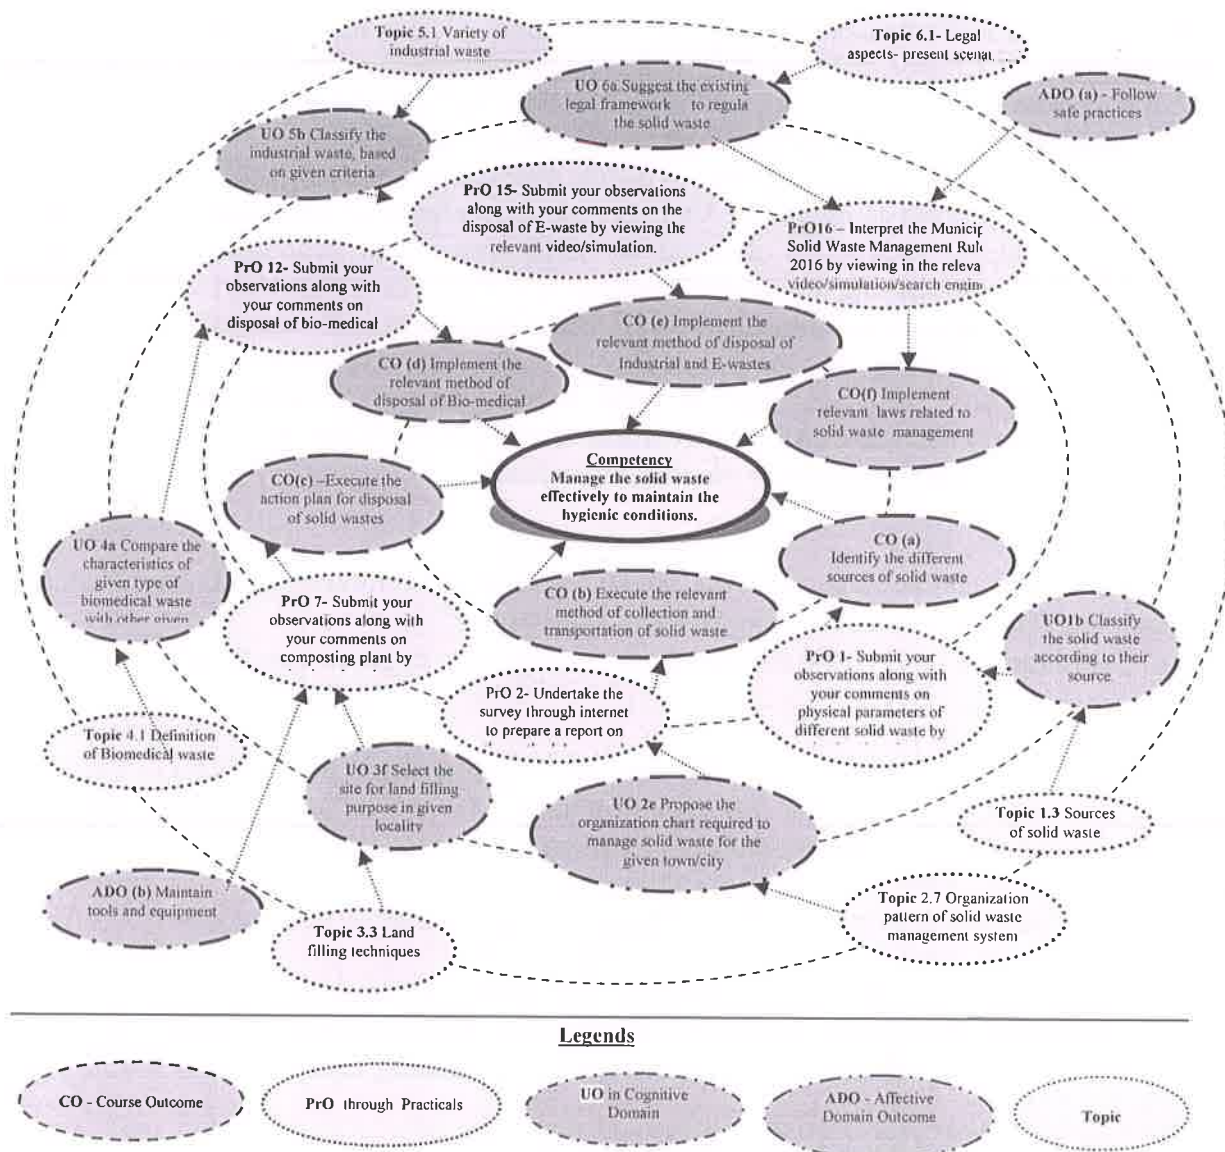 Topic 5.1 Variety of
industrial waste
Topic 6.1- Legal
aspects- present scenar
UO 6a Suggest the existing
legal framework to regula
the solid waste
ADO (a) - Follow
safe practices
UO 5b Classify the
industrial waste, based
on given criteria
PrO 15- Submit your observations
along with your comments on the
disposal of E-waste by viewing the
relevant video/simulation.
PrO16 – Interpret the Municip
Solid Waste Management Rule
2016 by viewing in the releva
video/simulation/search engin
PrO 12- Submit your
observations along with
your comments on
disposal of bio-medical
CO (e) Implement the
relevant method of disposal of
Industrial and E-wastes
CO (d) Implement the
relevant method of
disposal of Bio-medical
CO(f) Implement
relevant laws related to
solid waste management
Competency
Manage the solid waste
effectively to maintain the
hygienic conditions.
CO(c) –Execute the
action plan for disposal
of solid wastes
UO 4a Compare the
characteristics of
given type of
biomedical waste
with other given
CO (a)
Identify the different
sources of solid waste
CO (b) Execute the relevant
method of collection and
transportation of solid waste
PrO 7- Submit your
observations along with
your comments on
composting plant by
UO1b Classify
the solid waste
according to their
source
PrO 1- Submit your
observations along with
your comments on
physical parameters of
different solid waste by
PrO 2- Undertake the
survey through internet
to prepare a report on
Topic 4.1 Definition
of Biomedical waste
UO 3f Select the
site for land filling
purpose in given
locality
UO 2e Propose the
organization chart required to
manage solid waste for the
given town/city
Topic 1.3 Sources
of solid waste
ADO (b) Maintain
tools and equipment
Topic 3.3 Land
filling techniques
Topic 2.7 Organization
pattern of solid waste
management system
Legends
CO - Course Outcome
PrO through Practicals
UO in Cognitive
Domain
ADO - Affective
Domain Outcome
Topic